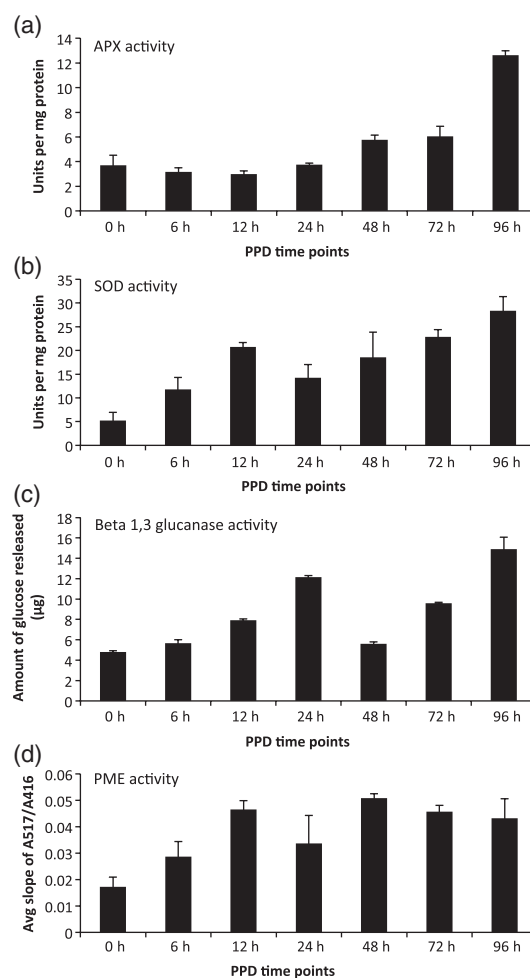 (a)
APX activity
Units per mg protein
14
12
10
8
6
4
2
0
0 h 6 h 12 h 24 h 48 h 72 h 96 h
PPD time points
(b)
SOD activity
Units per mg protein
35
30
25
20
15
10
5
0
0 h 6 h 12 h 24 h 48 h 72 h 96 h
PPD time points
(c)
Beta 1,3 glucanase activity
Amount of glucose resleased
(µg)
18
16
14
12
10
8
6
4
2
0
0 h 6 h 12 h 24 h 48 h 72 h 96 h
PPD time points
(d)
PME activity
Avg slope of A517/A416
0.06
0.05
0.04
0.03
0.02
0.01
0
0 h 6 h 12 h 24 h 48 h 72 h 96 h
PPD time points